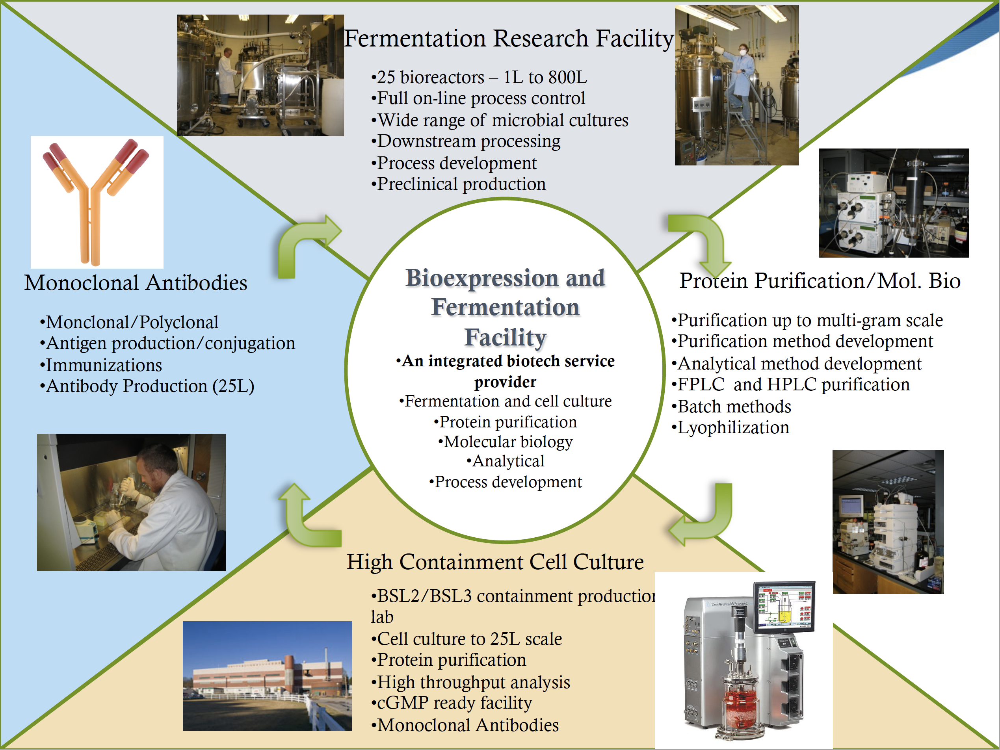 Fermentation Research Facility
•25 bioreactors – 1L to 800L
•Full on-line process control
•Wide range of microbial cultures
•Downstream processing
•Process development
•Preclinical production
Monoclonal Antibodies
•Monclonal/Polyclonal
•Antigen production/conjugation
•Immunizations
•Antibody Production (25L)
Bioexpression and
Fermentation
Facility
•An integrated biotech service
provider
•Fermentation and cell culture
•Protein purification
•Molecular biology
•Analytical
•Process development
Protein Purification/Mol. Bio
•Purification up to multi-gram scale
•Purification method development
•Analytical method development
•FPLC  and HPLC purification
•Batch methods
•Lyophilization
High Containment Cell Culture
•BSL2/BSL3 containment production
lab
•Cell culture to 25L scale
•Protein purification
•High throughput analysis
•cGMP ready facility
•Monoclonal Antibodies
New Brunswick Scientific